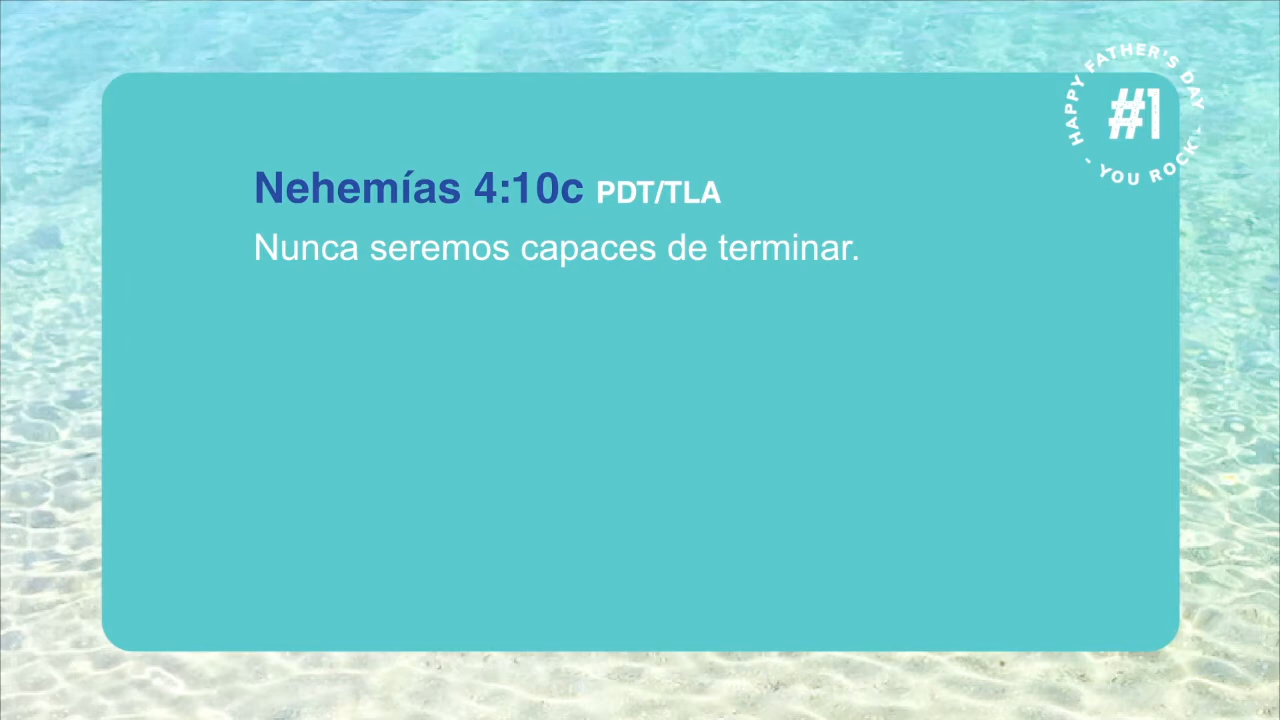 HAPPY FATHER'S DAY
#1
- YOU ROCK -
Nehemías 4:10c PDT/TLA
Nunca seremos capaces de terminar.